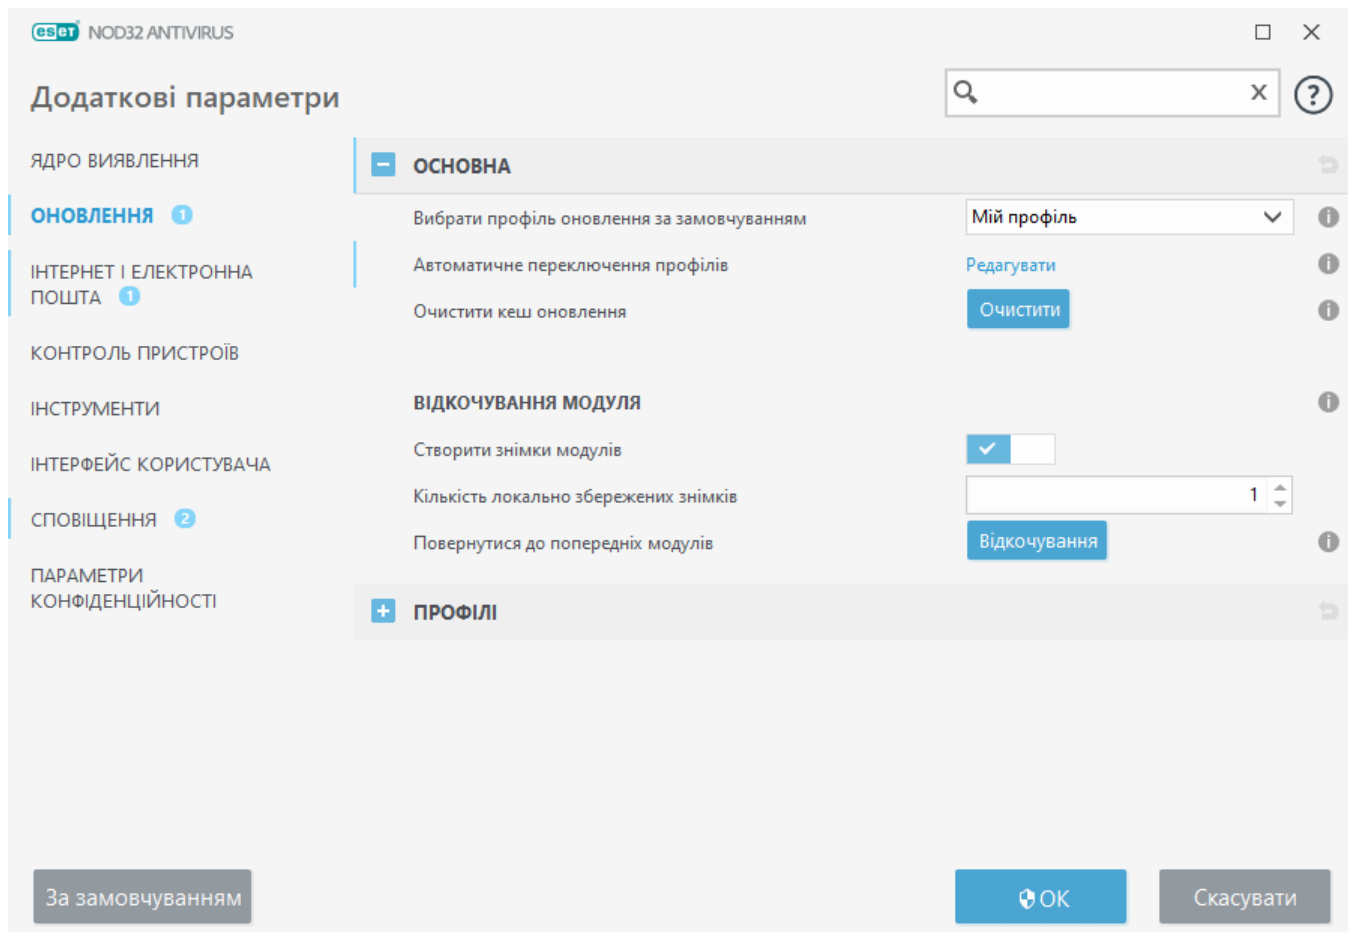 eset NOD32 ANTIVIRUS
Додаткові параметри
x
?
ЯДРО ВИЯВЛЕННЯ
ОНОВЛЕННЯ 1
ІНТЕРНЕТ І ЕЛЕКТРОННА
ПОШТА 1
КОНТРОЛЬ ПРИСТРОЇВ
ІНСТРУМЕНТИ
ІНТЕРФЕЙС КОРИСТУВАЧА
СПОВІЩЕННЯ 2
ПАРАМЕТРИ
КОНФІДЕНЦІЙНОСТІ
ОСНОВНА
Вибрати профіль оновлення за замовчуванням Мій профіль
Автоматичне переключення профілів Редагувати
Очистити кеш оновлення Очистити
ВІДКОЧУВАННЯ МОДУЛЯ
Створити знімки модулів
Кількість локально збережених знімків 1
Повернутися до попередніх модулів Відкочування
ПРОФІЛІ
За замовчуванням OK Скасувати